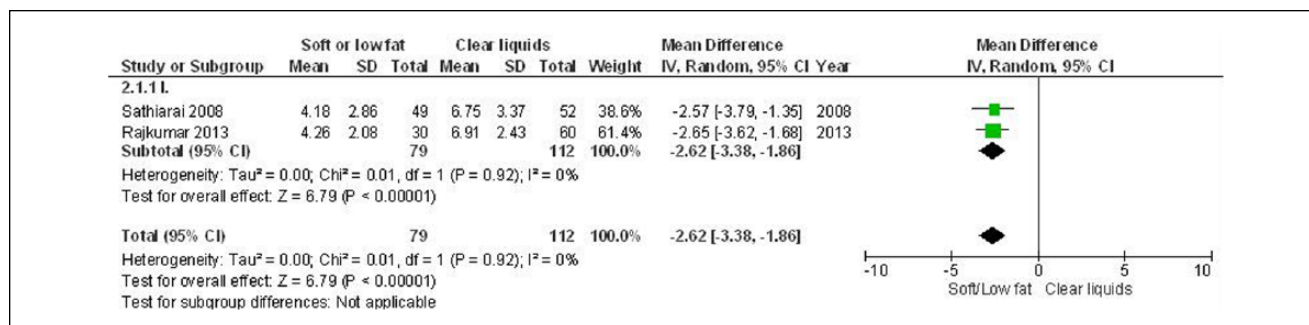 Soft or low fat Clear liquids Mean Difference Mean Difference
Study or Subgroup Mean SD Total Mean SD Total Weight IV, Random, 95% CI Year IV, Random, 95% CI
2.1.1 I.
Sathiarai 2008 4.18 2.86 49 6.75 3.37 52 38.6% -2.57 [-3.79, -1.35] 2008
Rajkumar 2013 4.26 2.08 30 6.91 2.43 60 61.4% -2.65 [-3.62, -1.68] 2013
Subtotal (95% CI) 79 112 100.0% -2.62 [-3.38, -1.86]
Heterogeneity: Tau² = 0.00; Chi² = 0.01, df = 1 (P = 0.92); I² = 0%
Test for overall effect: Z = 6.79 (P < 0.00001)
Total (95% CI) 79 112 100.0% -2.62 [-3.38, -1.86]
Heterogeneity: Tau² = 0.00; Chi² = 0.01, df = 1 (P = 0.92); I² = 0%
Test for overall effect: Z = 6.79 (P < 0.00001)
Test for subgroup differences: Not applicable
-10 -5 0 5 10
Soft/Low fat Clear liquids